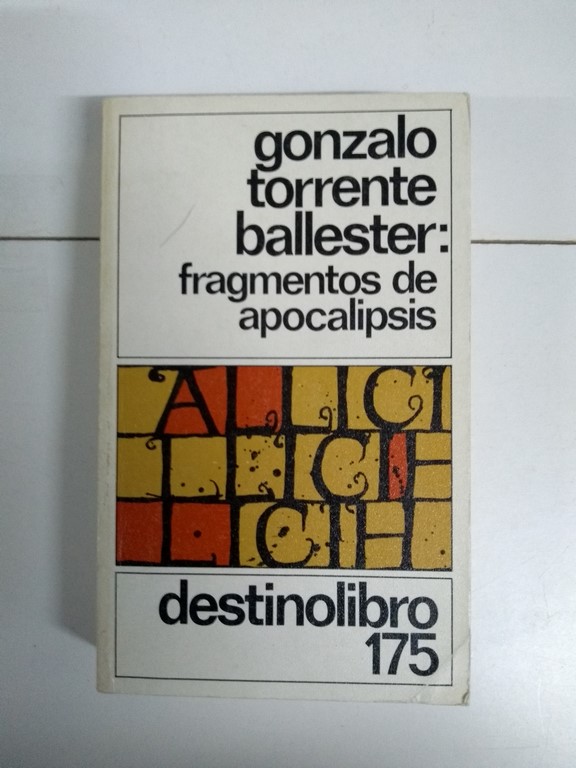 gonzalo
torrente
ballester:
fragmentos de
apocalipsis
destinolibro
175